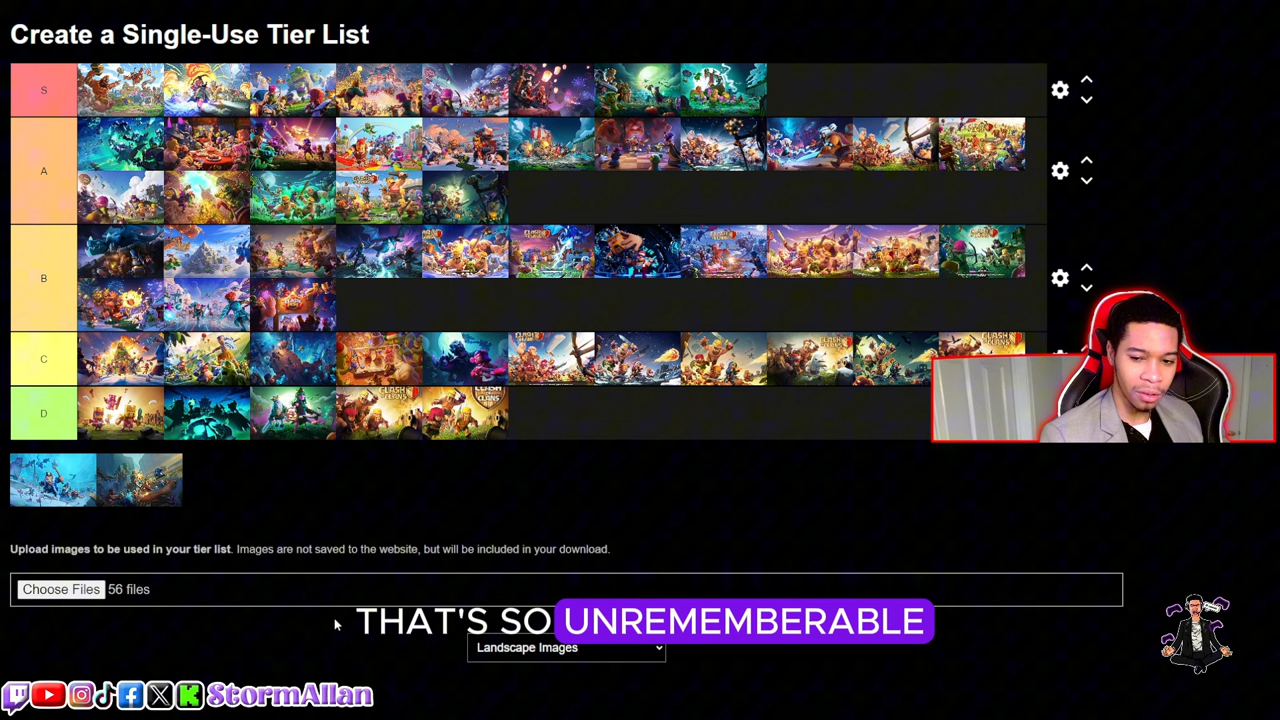 Create a Single-Use Tier List
S
A
B
C
D
Upload images to be used in your tier list. Images are not saved to the website, but will be included in your download.
Choose Files 56 files
THAT'S SO UNREMEMBERABLE
Landscape Images
StormAllan